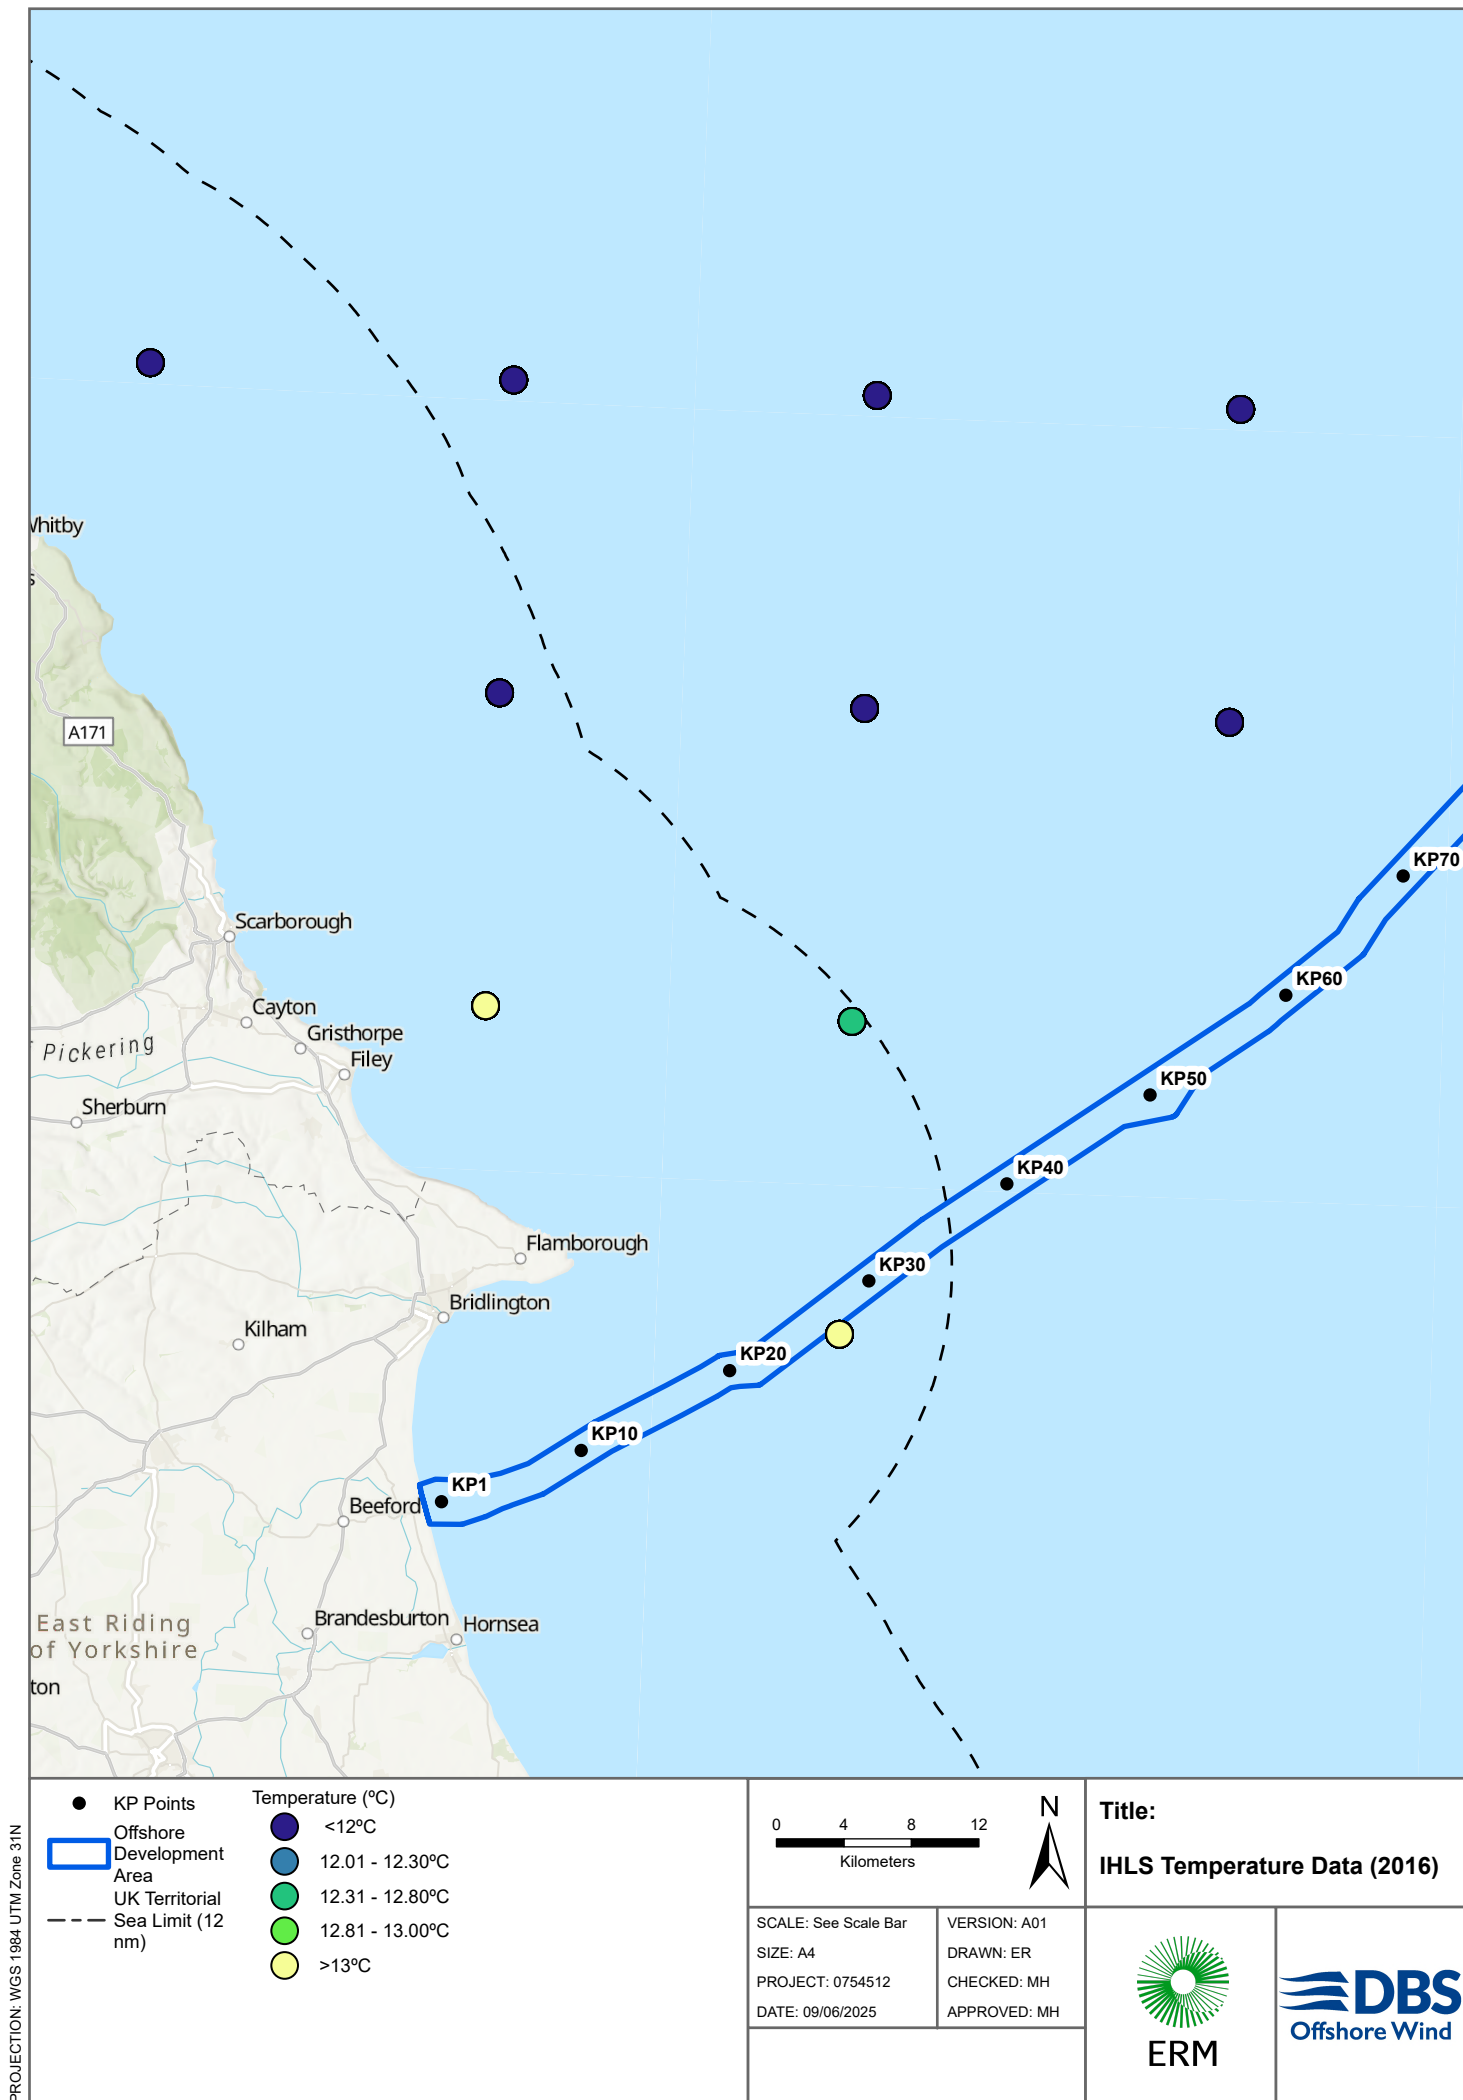 Whitby
s
A171
KP70
Scarborough
KP60
Cayton
Gristhorpe
Pickering
Filey
KP50
Sherburn
KP40
Flamborough
KP30
Bridlington
Kilham
KP20
KP10
KP1
Beeford
East Riding
of Yorkshire
Brandesburton
Hornsea
ton
PROJECTION: WGS 1984 UTM Zone 31N
KP Points
Offshore
Development
Area
UK Territorial
Sea Limit (12
nm)
Temperature (ºC)
<12ºC
12.01 - 12.30ºC
12.31 - 12.80ºC
12.81 - 13.00ºC
>13ºC
0 4 8 12
Kilometers
N
Title:
IHLS Temperature Data (2016)
SCALE: See Scale Bar
SIZE: A4
PROJECT: 0754512
DATE: 09/06/2025
VERSION: A01
DRAWN: ER
CHECKED: MH
APPROVED: MH
ERM
DBS
Offshore Wind